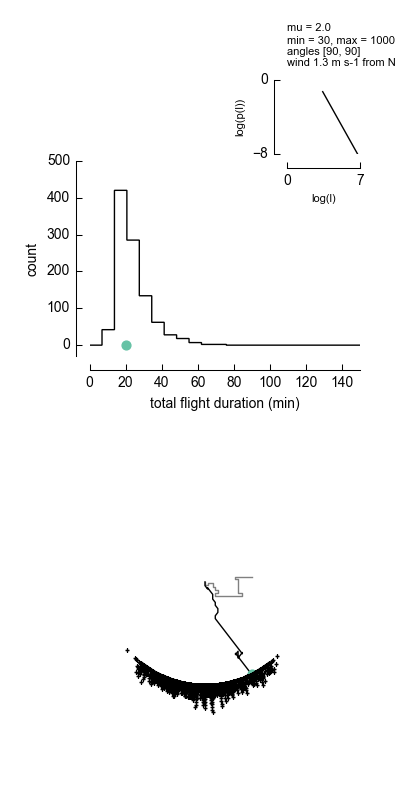 mu = 2.0
min = 30, max = 1000
angles [90, 90]
wind 1.3 m s-1 from N
0
log(p(l))
−8
0 7
log(l)
500
400
300
count
200
100
0
0 20 40 60 80 100 120 140
total flight duration (min)